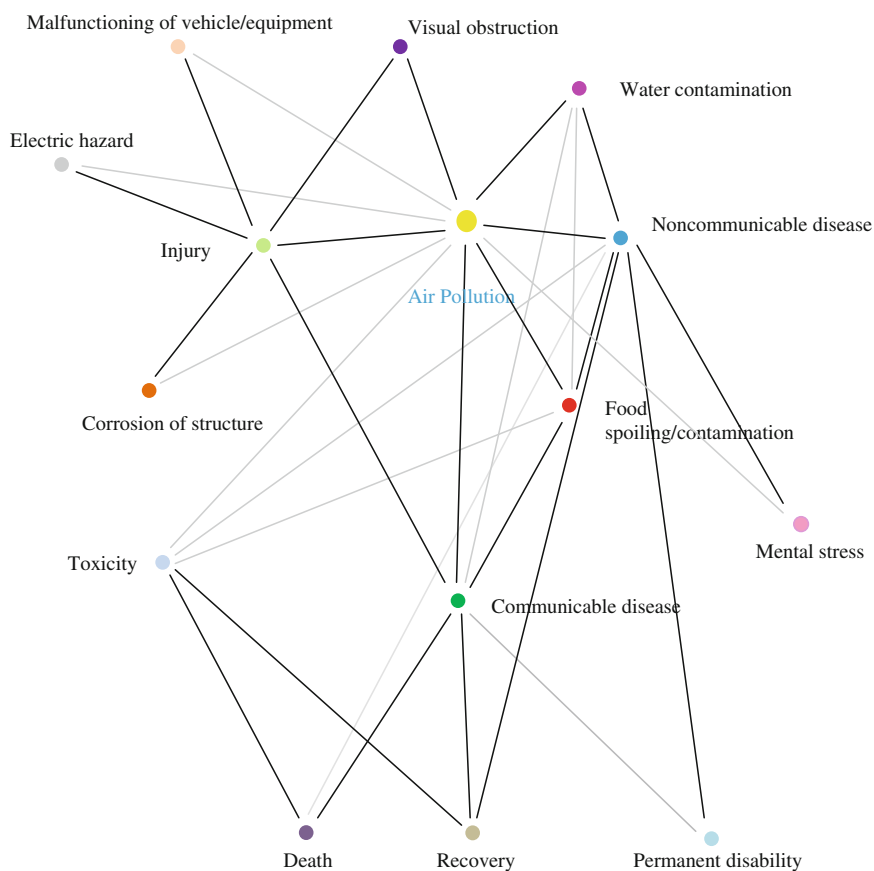 Malfunctioning of vehicle/equipment
Visual obstruction
Water contamination
Electric hazard
Noncommunicable disease
Injury
Air Pollution
Food
spoiling/contamination
Corrosion of structure
Mental stress
Toxicity
Communicable disease
Death
Recovery
Permanent disability